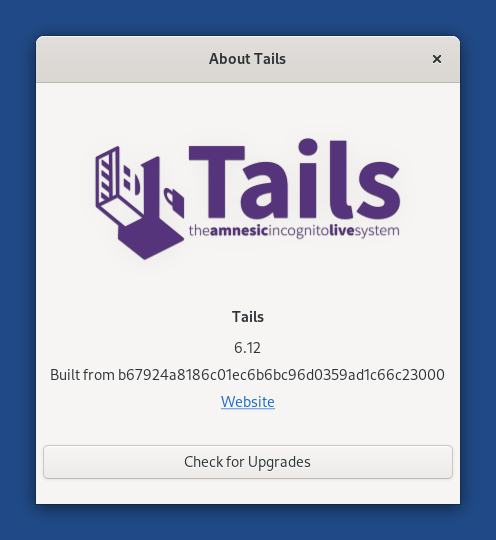 About Tails
Tails
theamnesicincognitolivesystem
Tails
6.12
Built from b67924a8186c01ec6b6bc96d0359ad1c66c23000
Website
Check for Upgrades